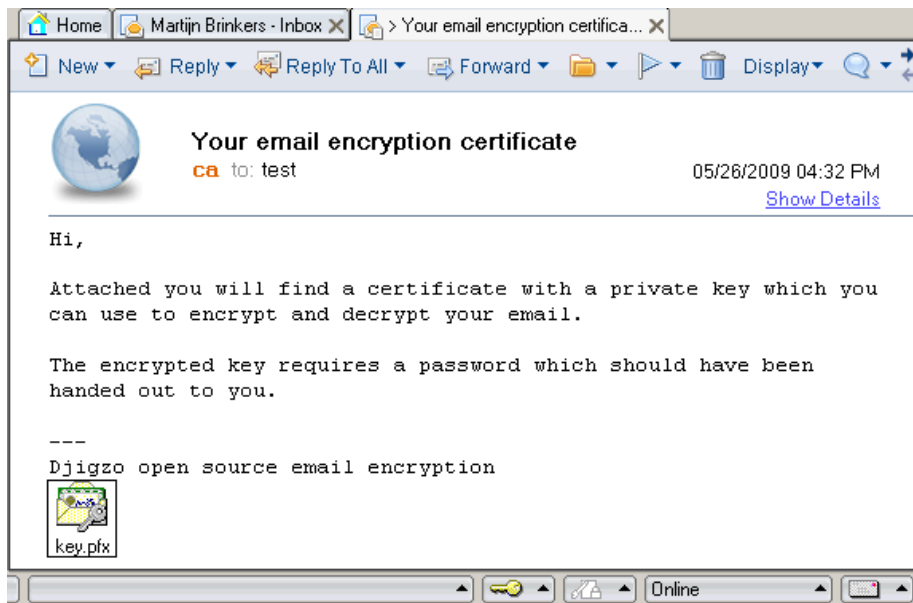 Home Martijn Brinkers - Inbox > Your email encryption certifica...
New Reply Reply To All Forward Display
Your email encryption certificate
ca to: test
05/26/2009 04:32 PM
Show Details
Hi,
Attached you will find a certificate with a private key which you
can use to encrypt and decrypt your email.
The encrypted key requires a password which should have been
handed out to you.
---
Djigzo open source email encryption
key.pfx
Online